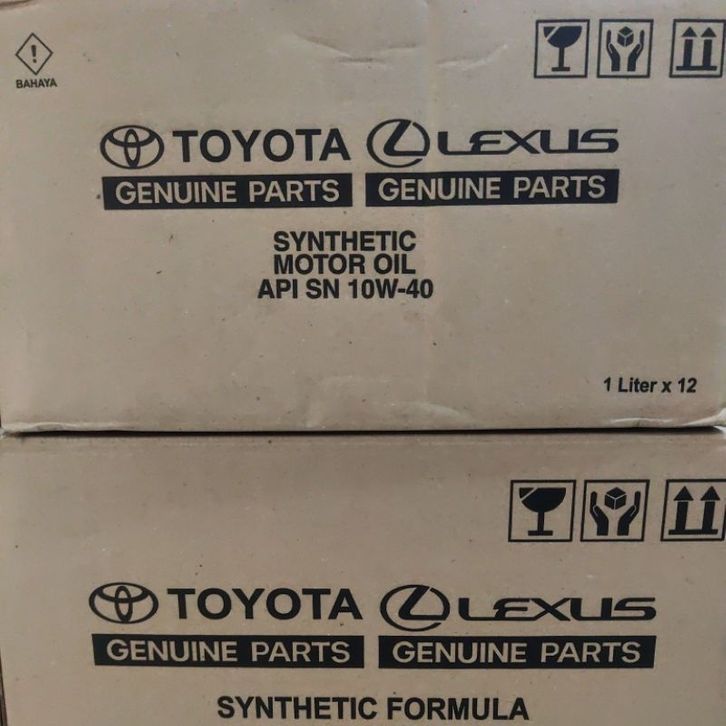 BAHAYA
TOYOTA LEXUS
GENUINE PARTS GENUINE PARTS
SYNTHETIC
MOTOR OIL
API SN 10W-40
1 Liter x 12
TOYOTA LEXUS
GENUINE PARTS GENUINE PARTS
SYNTHETIC FORMULA